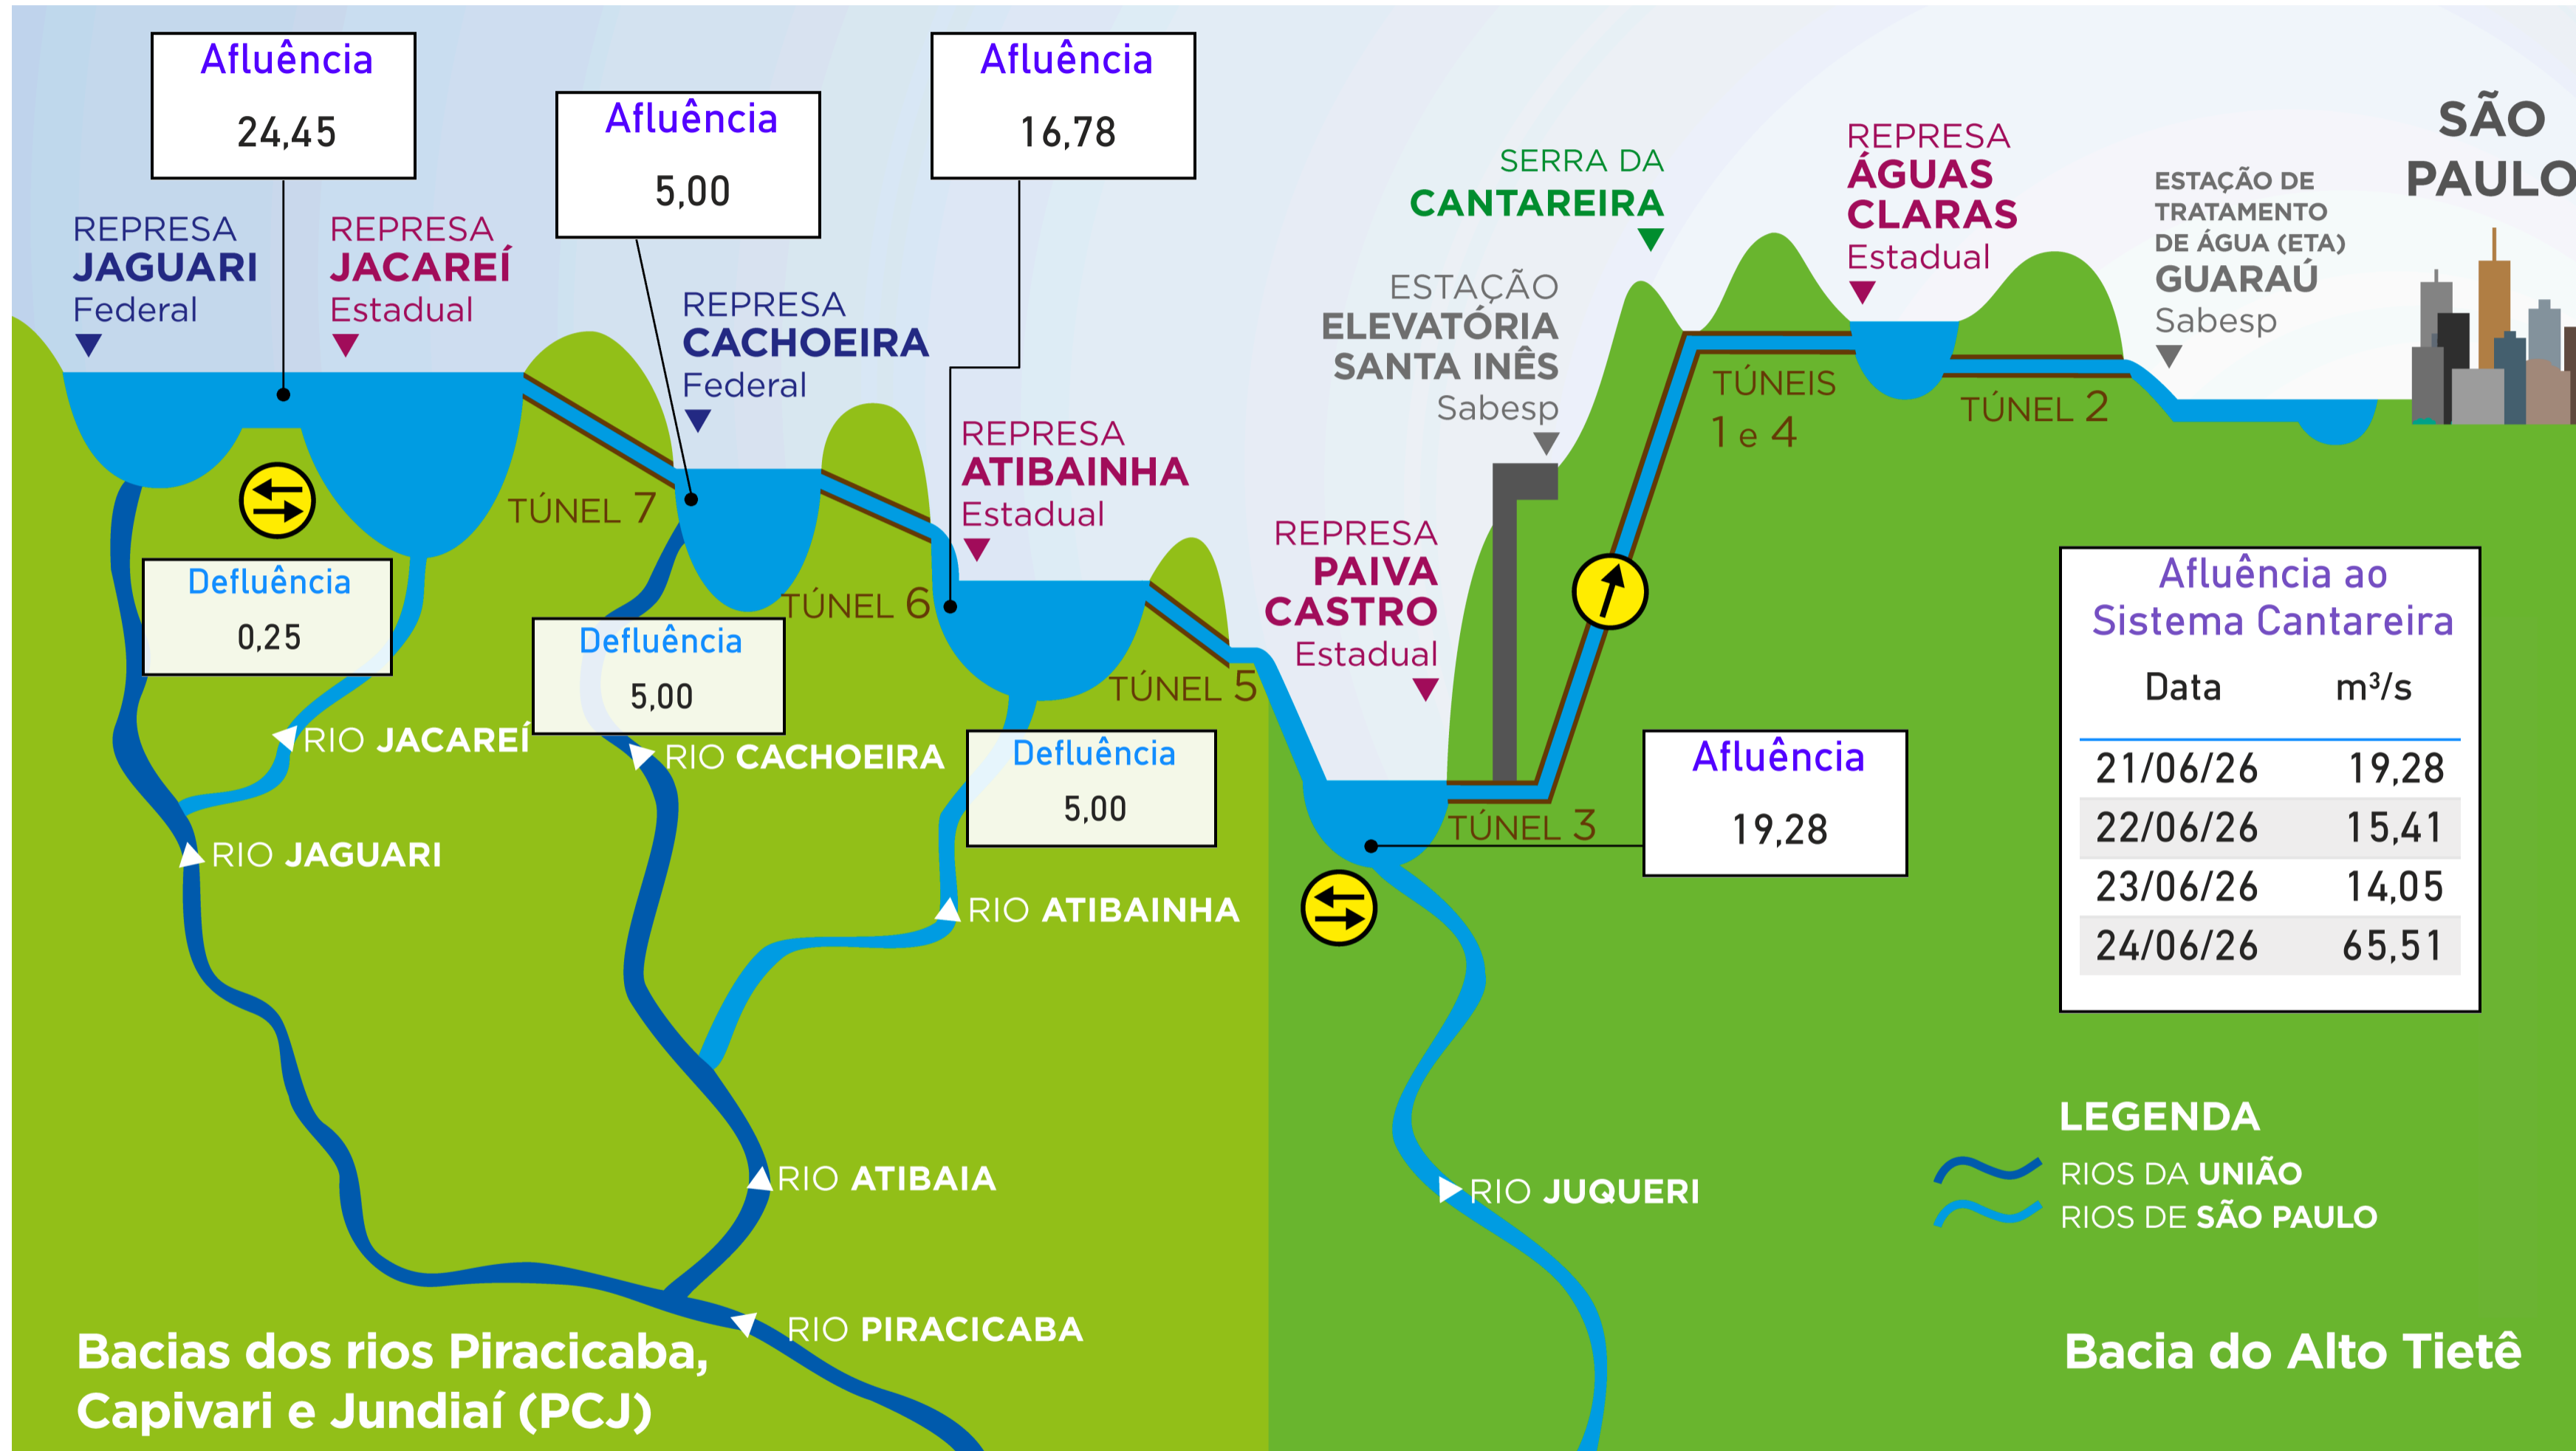 Afluência
24,45
Afluência
5,00
Afluência
16,78
REPRESA
JAGUARI
Federal
REPRESA
JACAREÍ
Estadual
REPRESA
CACHOEIRA
Federal
REPRESA
ATIBAINHA
Estadual
SERRA DA
CANTAREIRA
ESTAÇÃO
ELEVATÓRIA
SANTA INÊS
Sabesp
REPRESA
PAIVA
CASTRO
Estadual
REPRESA
ÁGUAS
CLARAS
Estadual
ESTAÇÃO DE
TRATAMENTO
DE ÁGUA (ETA)
GUARAÚ
Sabesp
SÃO
PAULO
TÚNEL 7
TÚNEL 6
TÚNEL 5
TÚNEL 3
TÚNEIS
1 e 4
TÚNEL 2
Defluência
0,25
Defluência
5,00
Defluência
5,00
Afluência
19,28
Afluência ao
Sistema Cantareira
Data m³/s
21/06/26 19,28
22/06/26 15,41
23/06/26 14,05
24/06/26 65,51
RIO JACAREÍ
RIO CACHOEIRA
RIO JAGUARI
RIO ATIBAINHA
RIO ATIBAIA
RIO JUQUERI
RIO PIRACICABA
LEGENDA
RIOS DA UNIÃO
RIOS DE SÃO PAULO
Bacias dos rios Piracicaba,
Capivari e Jundiaí (PCJ)
Bacia do Alto Tietê